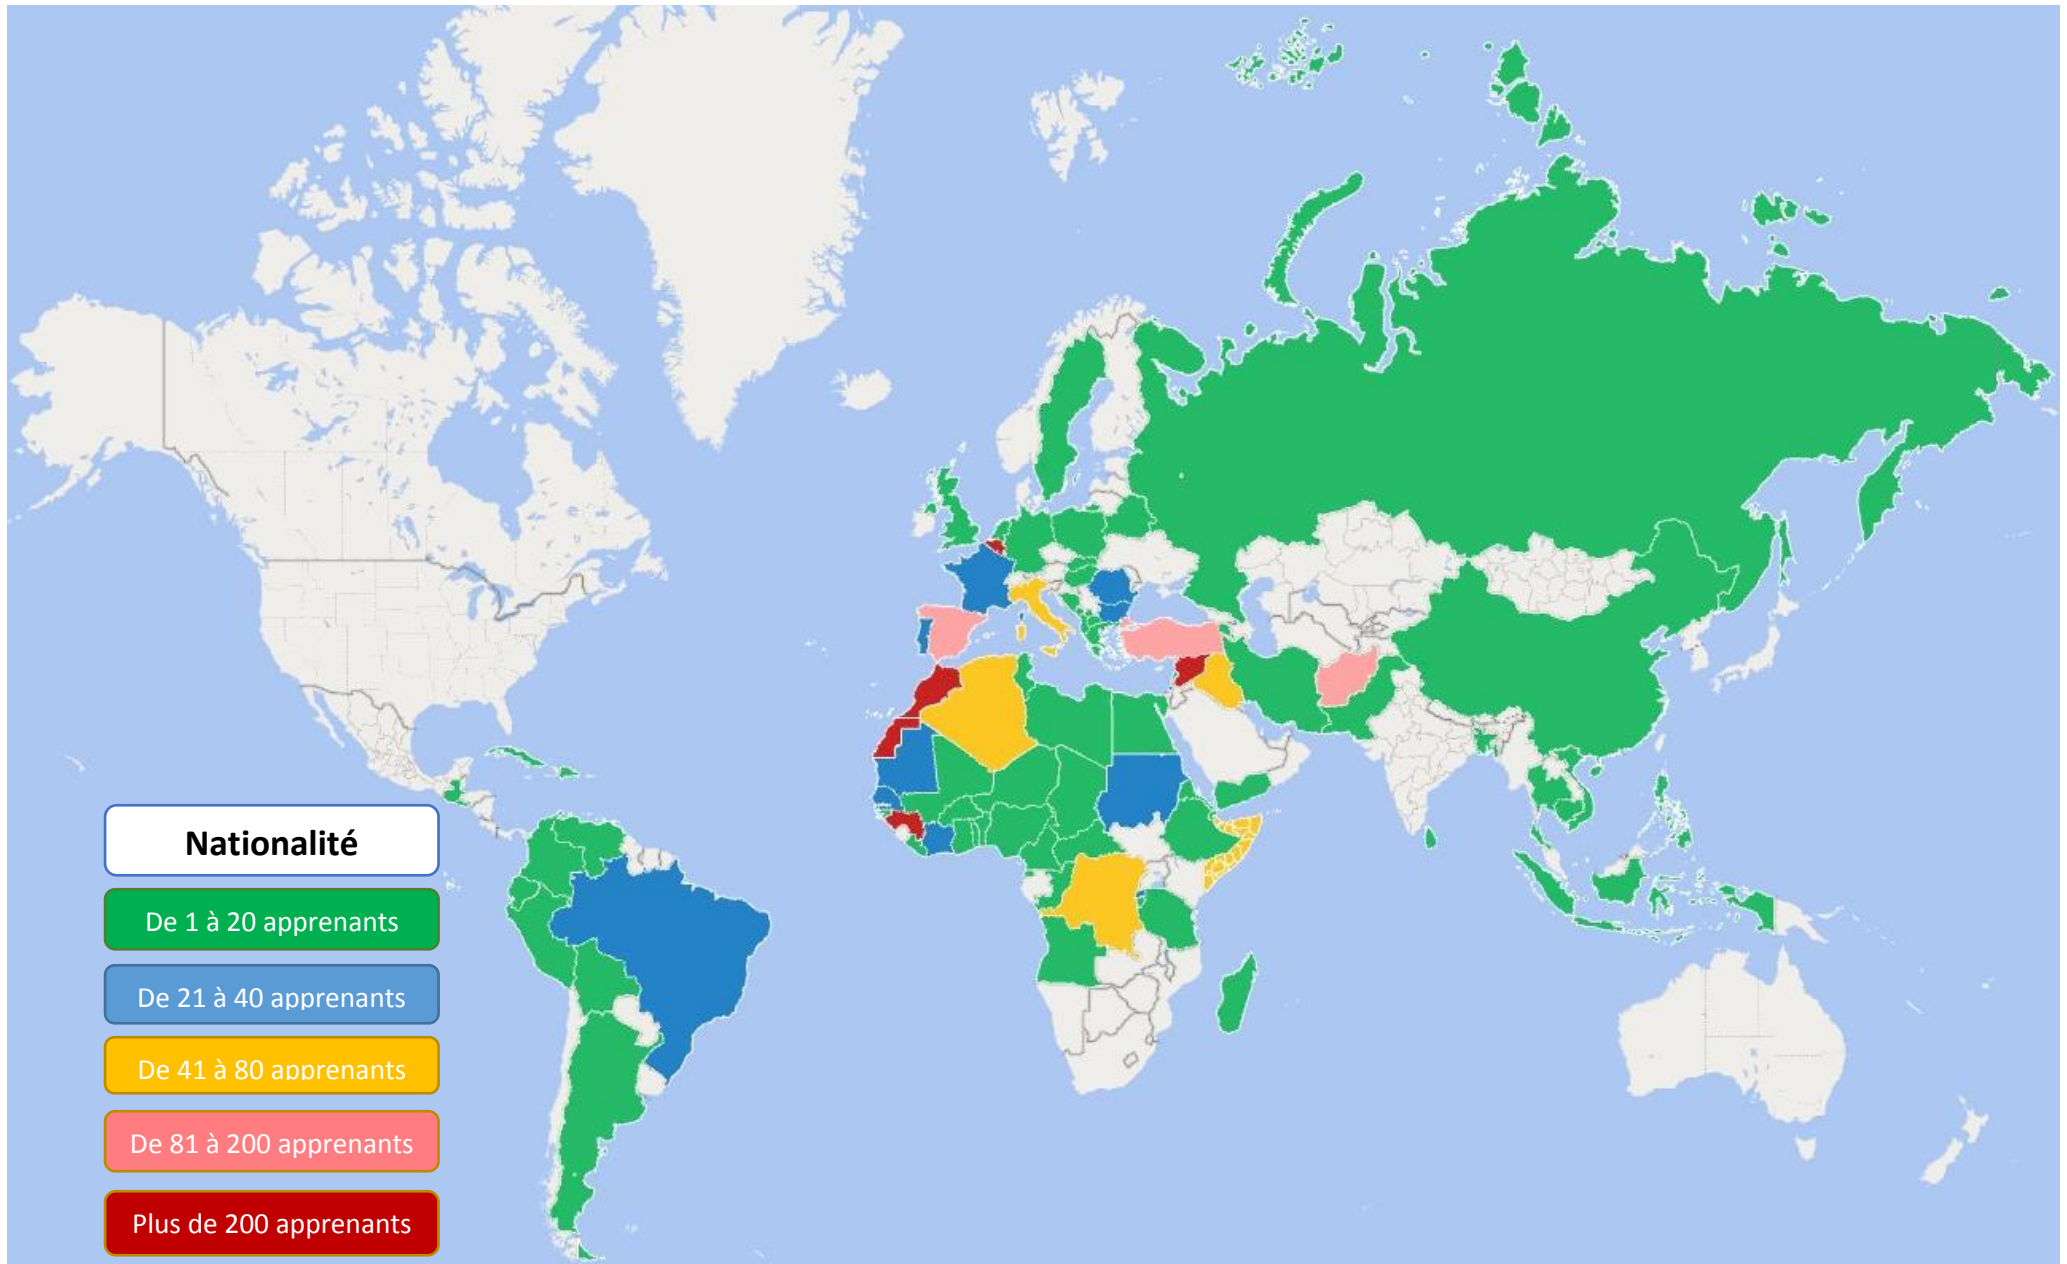 Nationalité
De 1 à 20 apprenants
De 21 à 40 apprenants
De 41 à 80 apprenants
De 81 à 200 apprenants
Plus de 200 apprenants